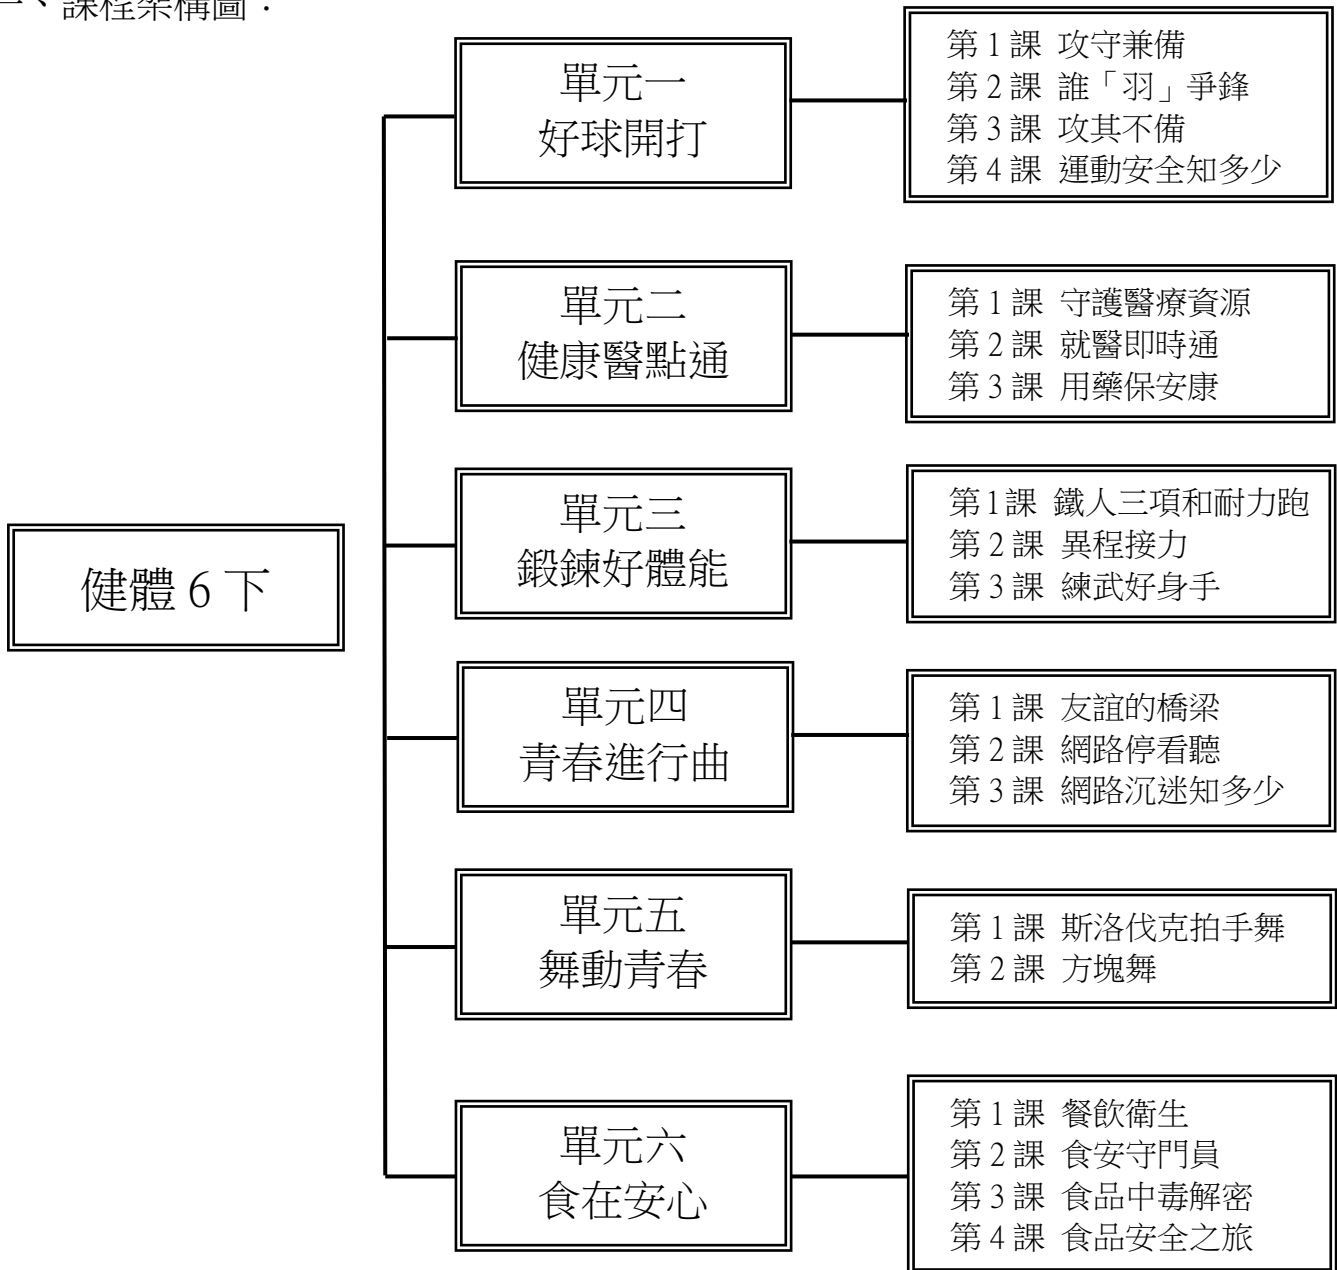 、課程架構圖：
健體 6 下
單元一
好球開打
第 1 課 攻守兼備
第 2 課 誰「羽」爭鋒
第 3 課 攻其不備
第 4 課 運動安全知多少
單元二
健康醫點通
第 1 課 守護醫療資源
第 2 課 就醫即時通
第 3 課 用藥保安康
單元三
鍛鍊好體能
第 1 課 鐵人三項和耐力跑
第 2 課 異程接力
第 3 課 練武好身手
單元四
青春進行曲
第 1 課 友誼的橋梁
第 2 課 網路停看聽
第 3 課 網路沉迷知多少
單元五
舞動青春
第 1 課 斯洛伐克拍手舞
第 2 課 方塊舞
單元六
食在安心
第 1 課 餐飲衛生
第 2 課 食安守門員
第 3 課 食品中毒解密
第 4 課 食品安全之旅